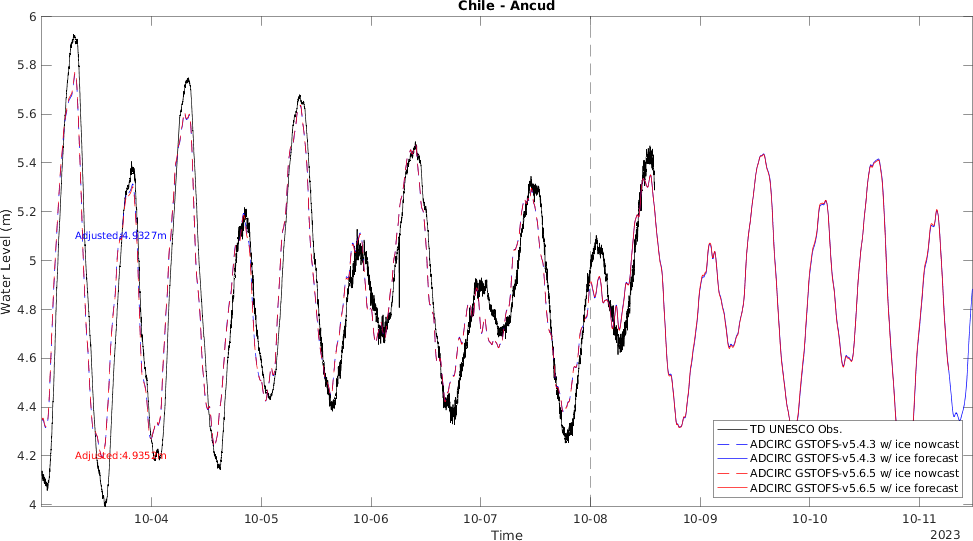 Chile - Ancud
6
5.8
5.6
5.4
5.2
5
4.8
4.6
4.4
4.2
4
Water Level (m)
Adjusted:4.9327m
Adjusted:4.935 m
TD UNESCO Obs.
ADCIRC GSTOFS-v5.4.3 w/ ice nowcast
ADCIRC GSTOFS-v5.4.3 w/ ice forecast
ADCIRC GSTOFS-v5.6.5 w/ ice nowcast
ADCIRC GSTOFS-v5.6.5 w/ ice forecast
10-04 10-05 10-06 10-07 10-08 10-09 10-10 10-11
Time
2023